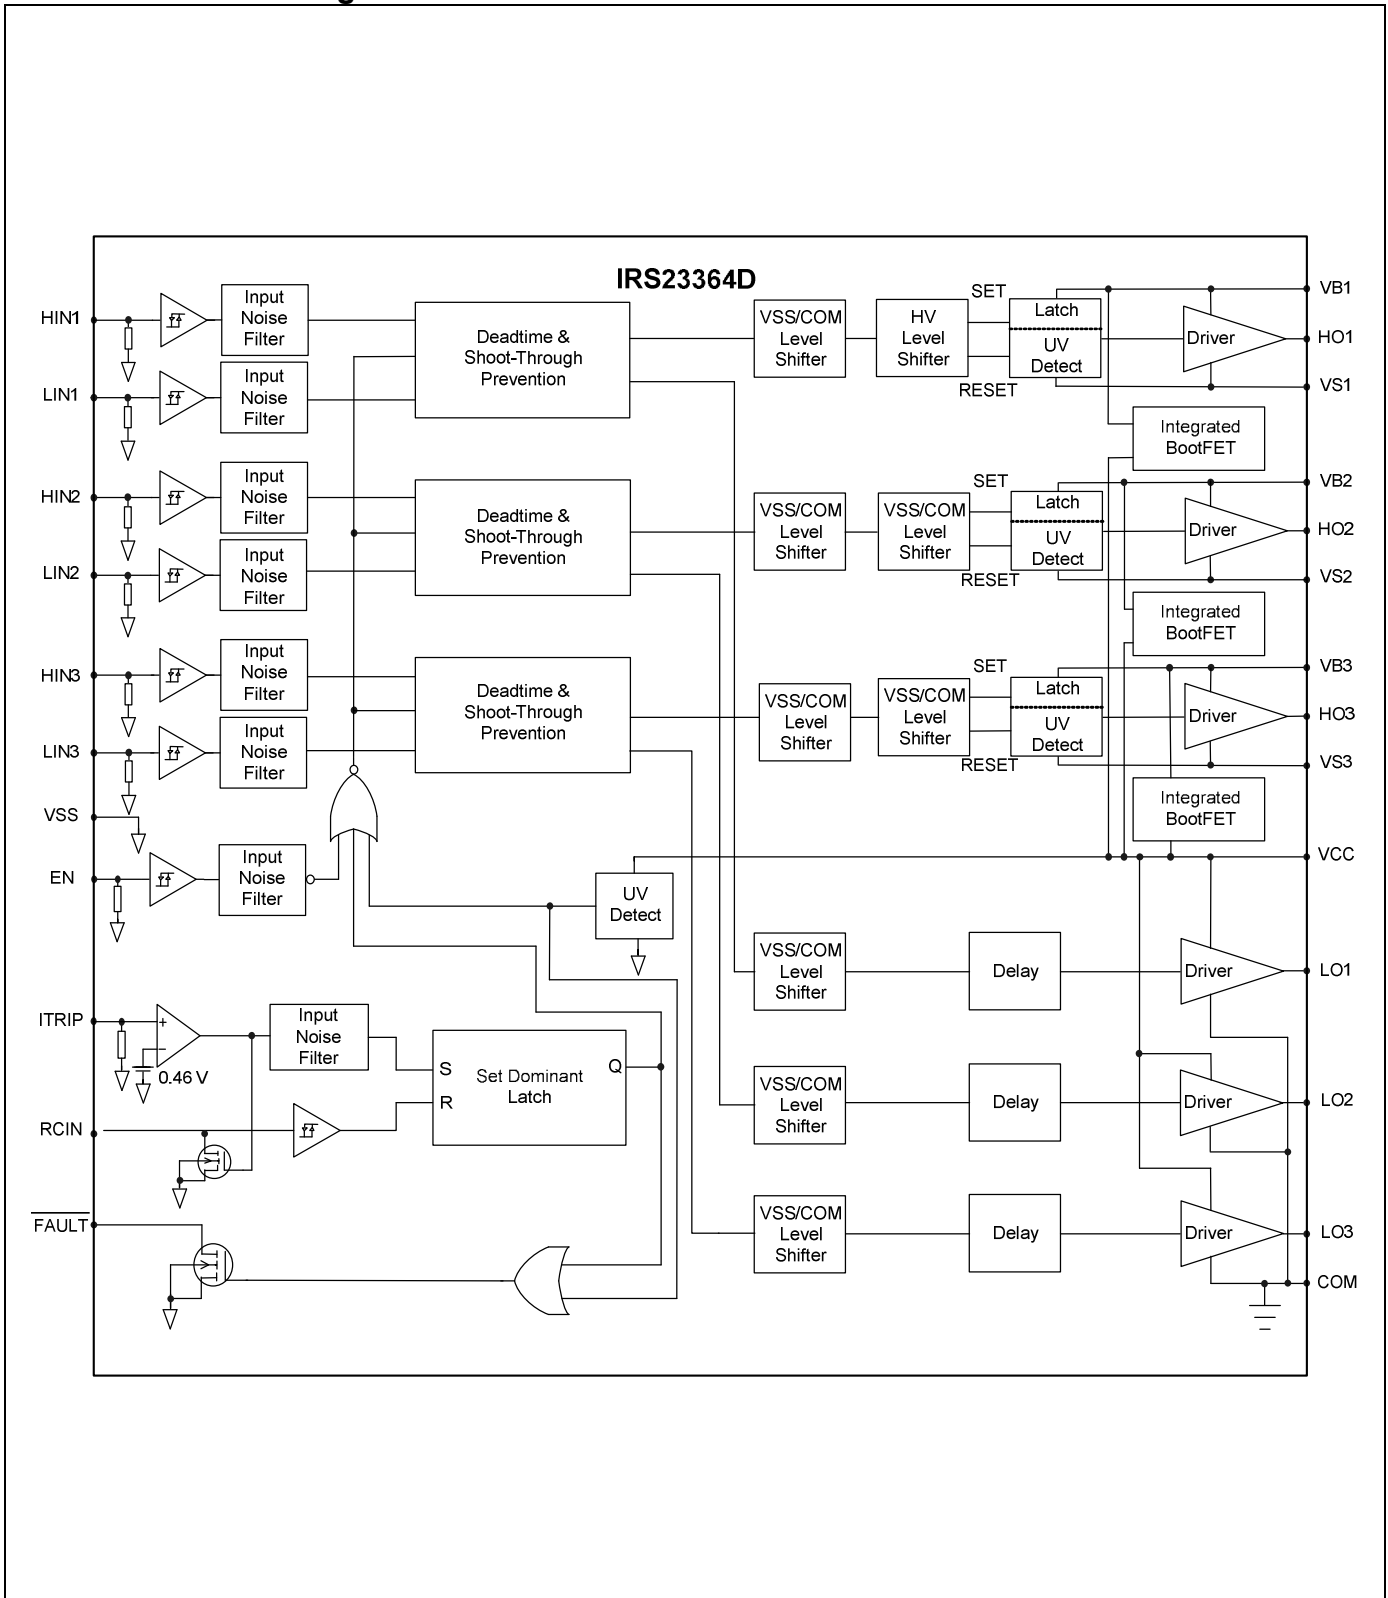 IRS23364D
HIN1
Input
Noise
Filter
LIN1
Input
Noise
Filter
Deadtime &
Shoot-Through
Prevention
VSS/COM
Level
Shifter
HV
Level
Shifter
SET
RESET
Latch
UV
Detect
Driver
VB1
HO1
VS1
Integrated
BootFET
HIN2
Input
Noise
Filter
LIN2
Input
Noise
Filter
Deadtime &
Shoot-Through
Prevention
VSS/COM
Level
Shifter
VSS/COM
Level
Shifter
SET
RESET
Latch
UV
Detect
Driver
VB2
HO2
VS2
Integrated
BootFET
HIN3
Input
Noise
Filter
LIN3
Input
Noise
Filter
Deadtime &
Shoot-Through
Prevention
VSS/COM
Level
Shifter
VSS/COM
Level
Shifter
SET
RESET
Latch
UV
Detect
Driver
VB3
HO3
VS3
Integrated
BootFET
VSS
VCC
EN
Input
Noise
Filter
UV
Detect
VSS/COM
Level
Shifter
Delay
Driver
LO1
ITRIP
+
−
0.46 V
Input
Noise
Filter
S
R
Q
Set Dominant
Latch
VSS/COM
Level
Shifter
Delay
Driver
LO2
RCIN
FAULT
VSS/COM
Level
Shifter
Delay
Driver
LO3
COM